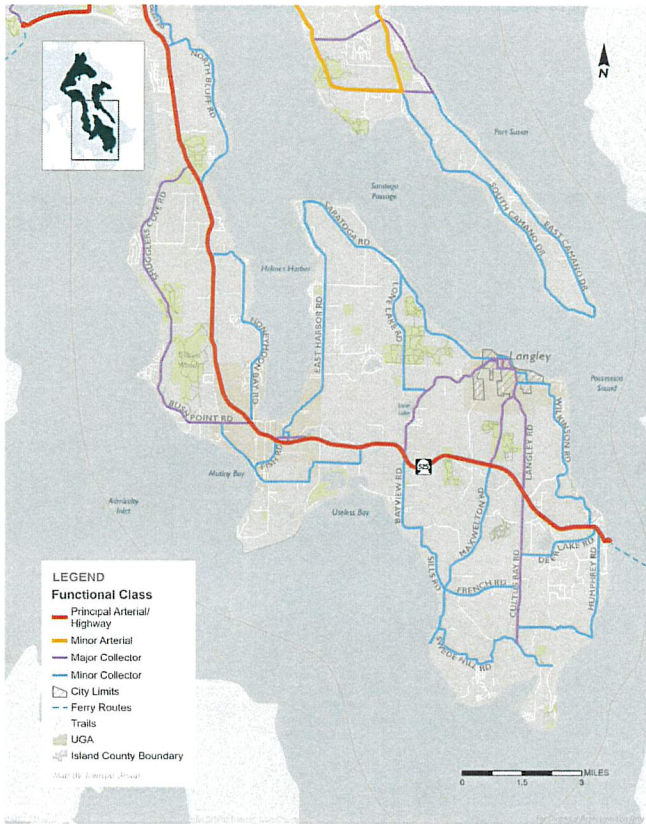 NORTH BLUFF RD
N
Port Susan
Saratoga
Passage
SOUTH CAMANO DR
EAST CAMANO DR
SMUGGLERS COVE RD
SARATOGA RD
Holmes Harbor
EAST HARBOR RD
LONE LAKE RD
HONEYMOON BAY RD
Langley
Possession
Sound
WILKINSON RD
BUSH POINT RD
FISH RD
LANGLEY RD
525
Mutiny Bay
Admiralty
Inlet
Useless Bay
BAYVIEW RD
MAXWELTON RD
DEER LAKE RD
SILLS RD
FRENCH RD
CULTUS BAY RD
HUMPHREY RD
SWEDE HILL RD
LEGEND
Functional Class
Principal Arterial/
Highway
Minor Arterial
Major Collector
Minor Collector
City Limits
Ferry Routes
Trails
UGA
Island County Boundary
MILES
0 1.5 3